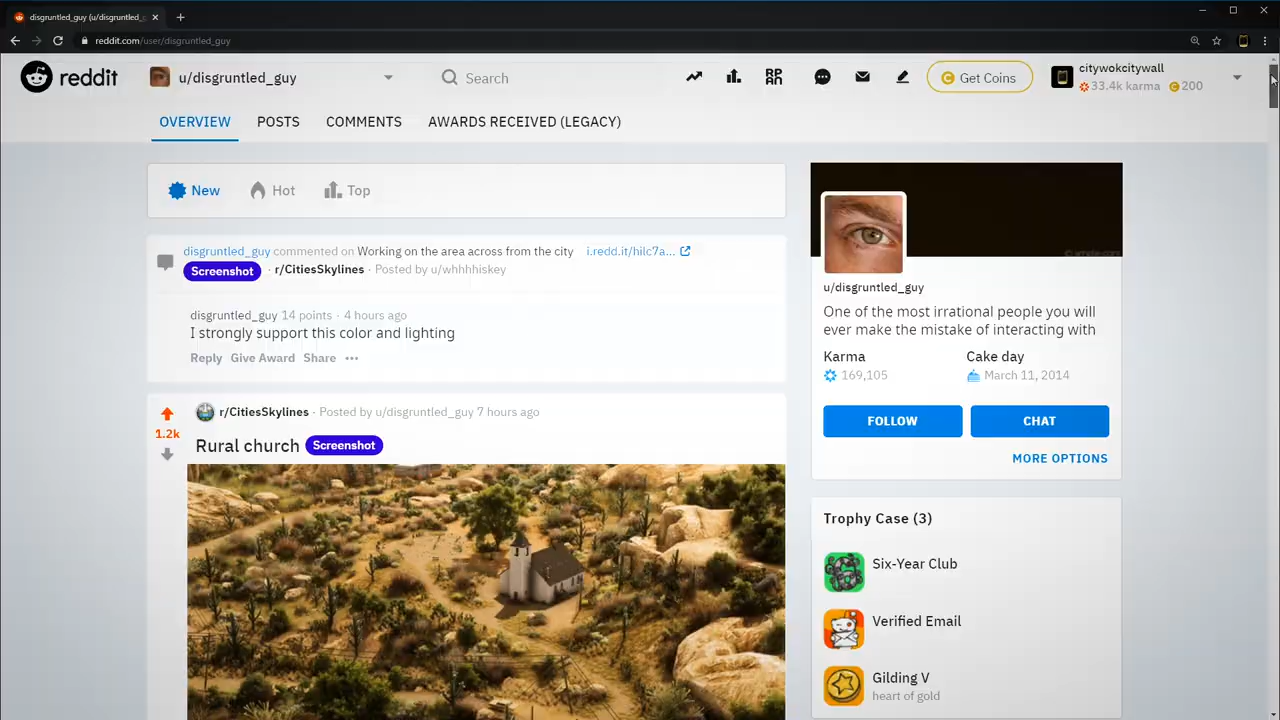 disgruntled_guy (u/disgruntled_
reddit.com/user/disgruntled_guy
reddit
u/disgruntled_guy
Search
Get Coins
citywokcitywall
33.4k karma
200
OVERVIEW
POSTS
COMMENTS
AWARDS RECEIVED (LEGACY)
New
Hot
Top
disgruntled_guy commented on Working on the area across from the city i.redd.it/hilc7a...
Screenshot · r/CitiesSkylines · Posted by u/whhhhiskey
disgruntled_guy 14 points · 4 hours ago
I strongly support this color and lighting
Reply Give Award Share
1.2k
r/CitiesSkylines · Posted by u/disgruntled_guy 7 hours ago
Rural church Screenshot
u/disgruntled_guy
One of the most irrational people you will
ever make the mistake of interacting with
Karma
169,105
Cake day
March 11, 2014
FOLLOW
CHAT
MORE OPTIONS
Trophy Case (3)
Six-Year Club
Verified Email
Gilding V
heart of gold